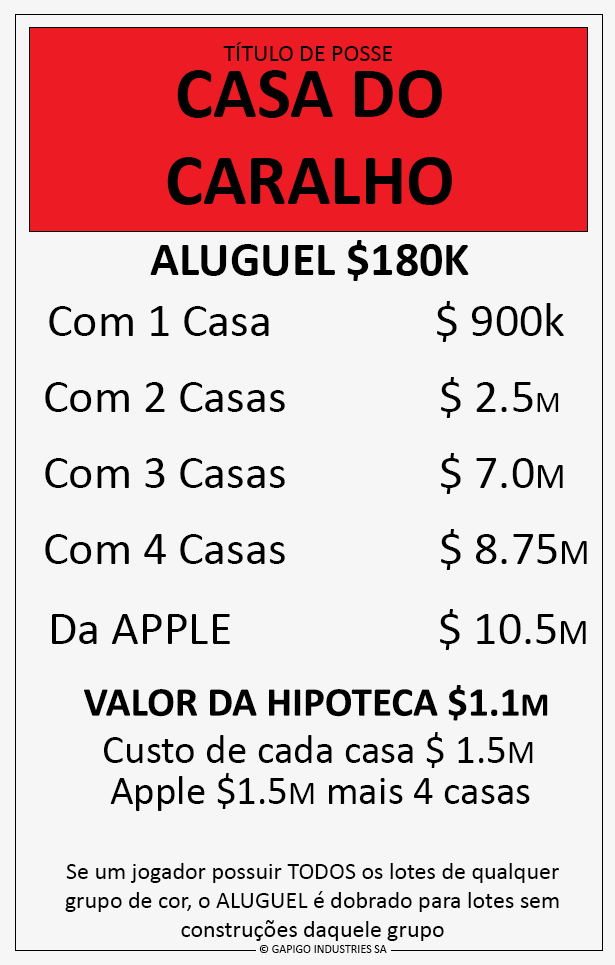 TÍTULO DE POSSE
CASA DO
CARALHO
ALUGUEL $180K
Com 1 Casa $ 900k
Com 2 Casas $ 2.5M
Com 3 Casas $ 7.0M
Com 4 Casas $ 8.75M
Da APPLE $ 10.5M
VALOR DA HIPOTECA $1.1M
Custo de cada casa $ 1.5M
Apple $1.5M mais 4 casas
Se um jogador possuir TODOS os lotes de qualquer
grupo de cor, o ALUGUEL é dobrado para lotes sem
construções daquele grupo
© GAPIGO INDUSTRIES SA